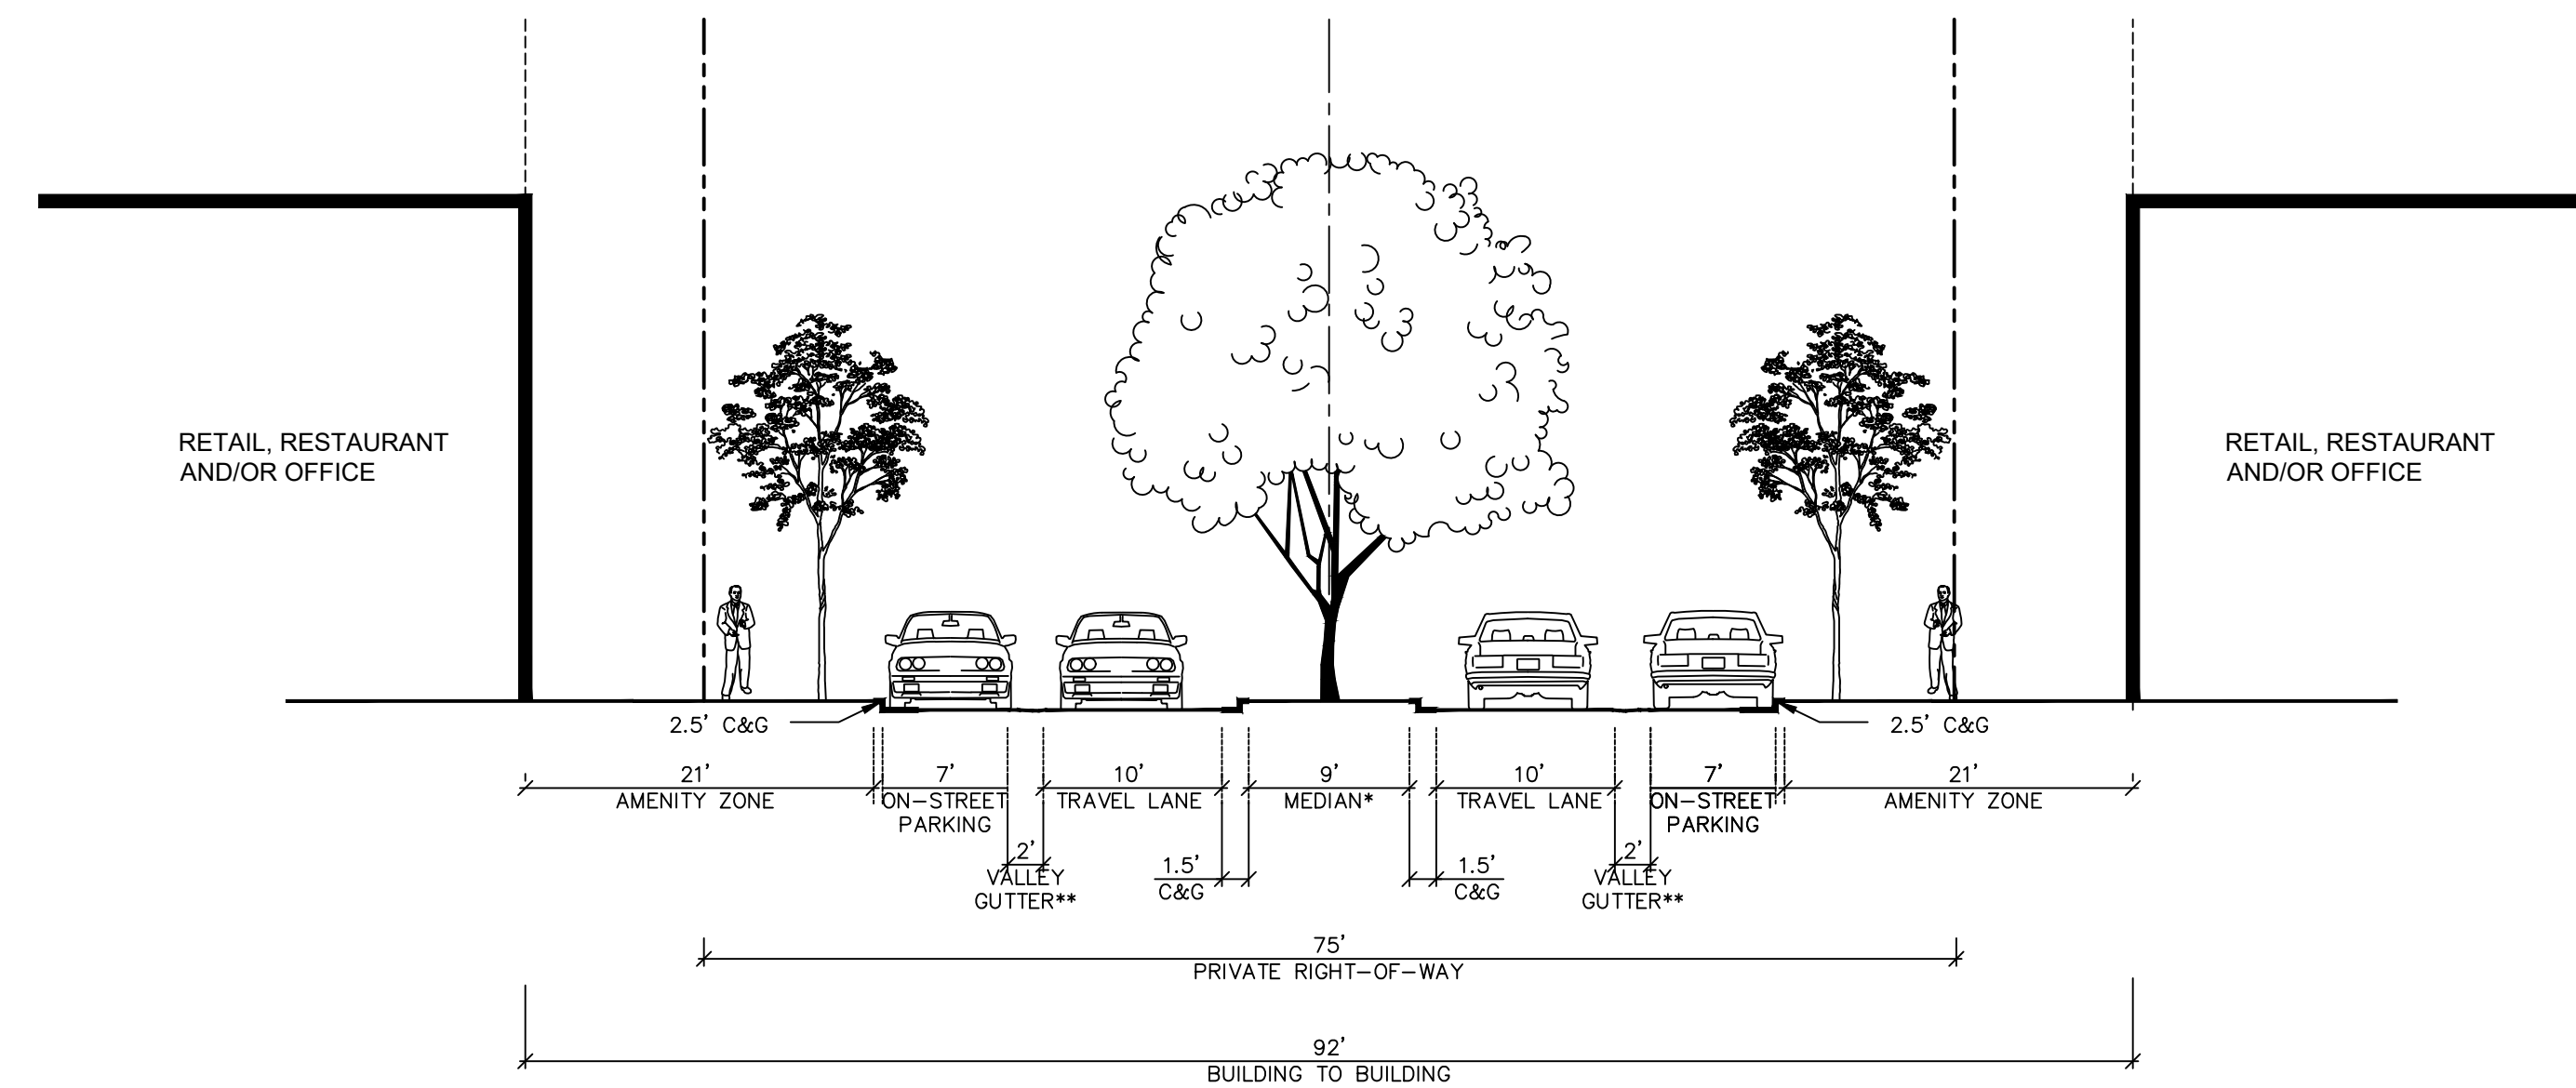 RETAIL, RESTAURANT
AND/OR OFFICE
RETAIL, RESTAURANT
AND/OR OFFICE
2.5' C&G
2.5' C&G
21'
AMENITY ZONE
7'
ON-STREET
PARKING
10'
TRAVEL LANE
9'
MEDIAN*
10'
TRAVEL LANE
7'
ON-STREET
PARKING
21'
AMENITY ZONE
2'
VALLEY
GUTTER**
1.5'
C&G
1.5'
C&G
2'
VALLEY
GUTTER**
75'
PRIVATE RIGHT-OF-WAY
92'
BUILDING TO BUILDING